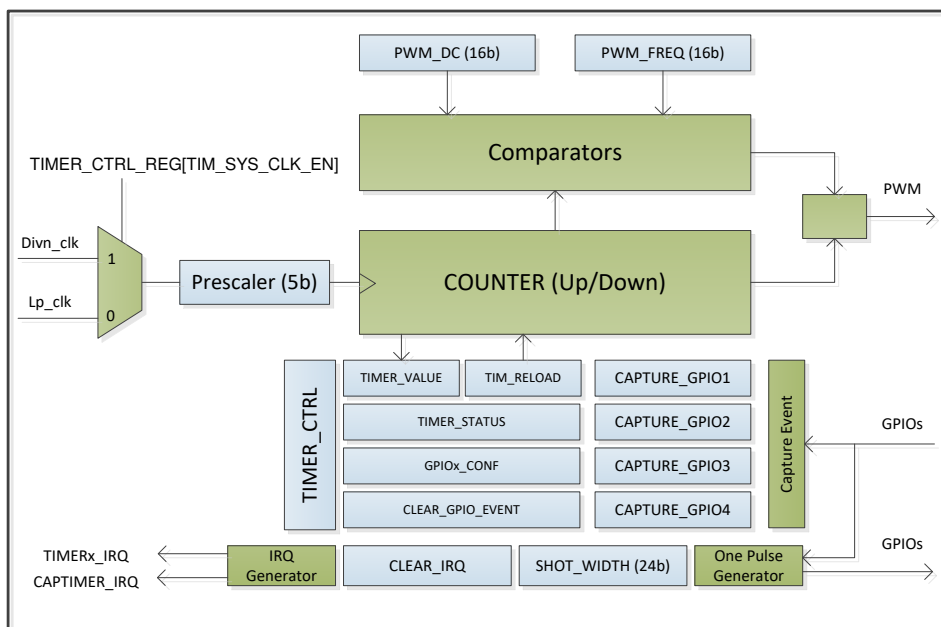 PWM_DC (16b)
PWM_FREQ (16b)
Comparators
TIMER_CTRL_REG[TIM_SYS_CLK_EN]
PWM
Divn_clk
1
Prescaler (5b)
COUNTER (Up/Down)
Lp_clk
0
TIMER_CTRL
TIMER_VALUE
TIM_RELOAD
CAPTURE_GPIO1
TIMER_STATUS
CAPTURE_GPIO2
GPIOx_CONF
CAPTURE_GPIO3
CLEAR_GPIO_EVENT
CAPTURE_GPIO4
Capture Event
GPIOs
TIMERx_IRQ
CAPTIMER_IRQ
IRQ
Generator
CLEAR_IRQ
SHOT_WIDTH (24b)
One Pulse
Generator
GPIOs